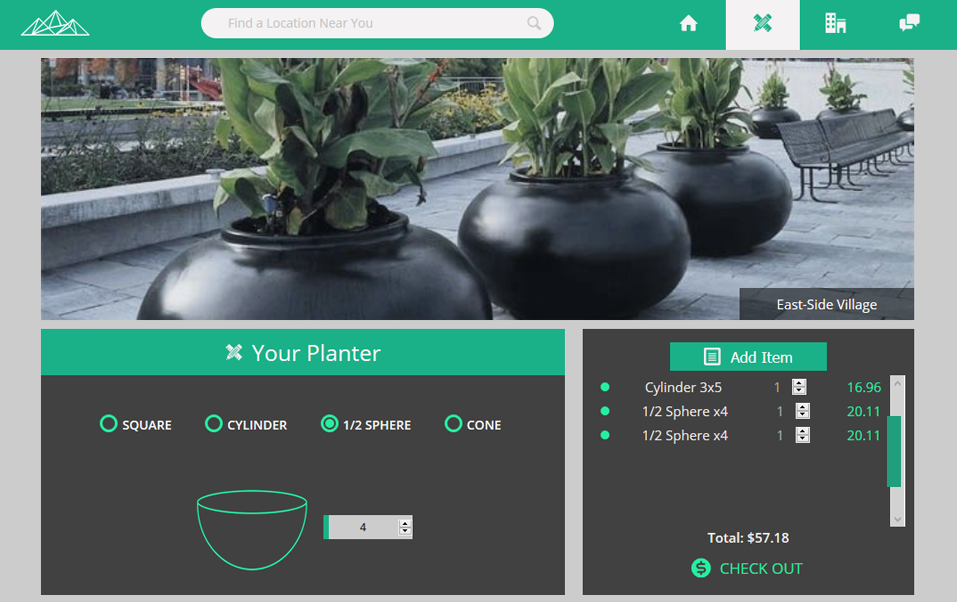 Find a Location Near You
East-Side Village
Your Planter
SQUARE
CYLINDER
1/2 SPHERE
CONE
4
Add Item
Cylinder 3x5 1 16.96
1/2 Sphere x4 1 20.11
1/2 Sphere x4 1 20.11
Total: $57.18
$ CHECK OUT